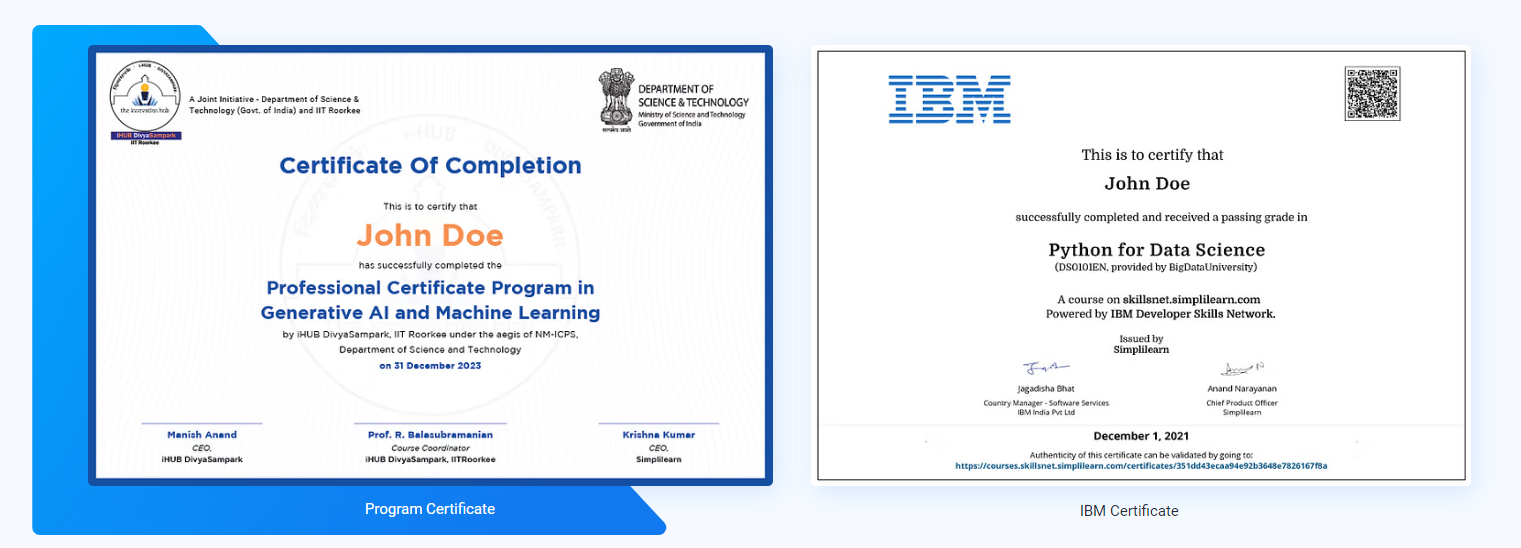 the innovation hub
iHUB DivyaSampark
IIT Roorkee
A Joint Initiative - Department of Science &
Technology (Govt. of India) and IIT Roorkee
सत्यमेव जयते
DEPARTMENT OF
SCIENCE & TECHNOLOGY
Ministry of Science and Technology
Government of India
Certificate Of Completion
This is to certify that
John Doe
has successfully completed the
Professional Certificate Program in
Generative AI and Machine Learning
by iHUB DivyaSampark, IIT Roorkee under the aegis of NM-ICPS,
Department of Science and Technology
on 31 December 2023
Manish Anand
CEO,
iHUB DivyaSampark
Prof. R. Balasubramanian
Course Coordinator
iHUB DivyaSampark, IITRoorkee
Krishna Kumar
CEO,
Simplilearn
Program Certificate
IBM
This is to certify that
John Doe
successfully completed and received a passing grade in
Python for Data Science
(DS0101EN, provided by BigDataUniversity)
A course on skillsnet.simplilearn.com
Powered by IBM Developer Skills Network.
Issued by
Simplilearn
Jagadisha Bhat
Country Manager - Software Services
IBM India Pvt Ltd
Anand Narayanan
Chief Product Officer
Simplilearn
December 1, 2021
Authenticity of this certificate can be validated by going to:
https://courses.skillsnet.simplilearn.com/certificates/351dd43ecaa94e92b3648e7826167f8a
IBM Certificate